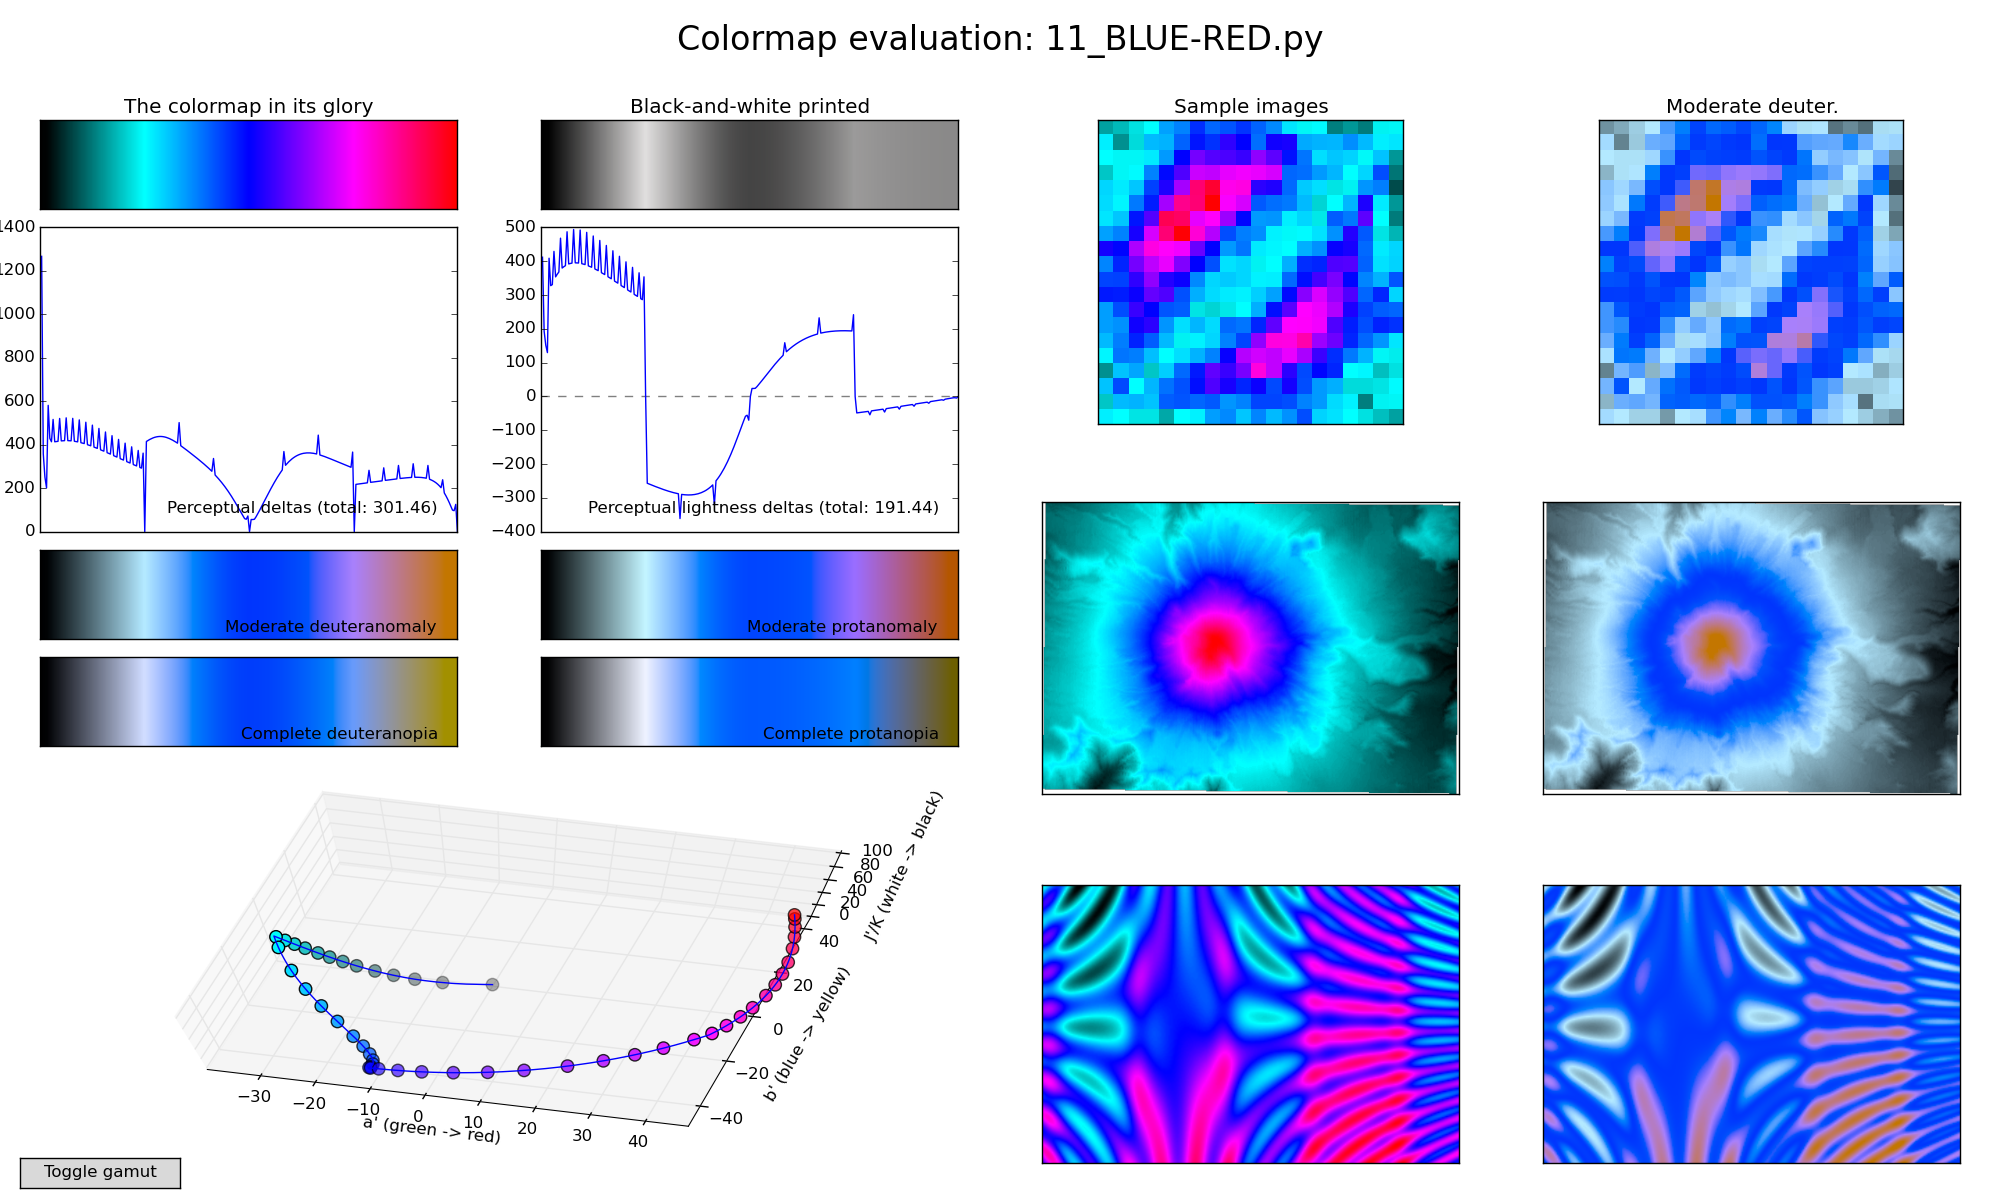 Colormap evaluation: 11_BLUE-RED.py
The colormap in its glory
Black-and-white printed
Sample images
Moderate deuter.
1400
1200
1000
800
600
400
200
0
Perceptual deltas (total: 301.46)
500
400
300
200
100
0
−100
−200
−300
−400
Perceptual lightness deltas (total: 191.44)
Moderate deuteranomaly
Moderate protanomaly
Complete deuteranopia
Complete protanopia
100
80
60
40
20
0
J'/K (white -> black)
40
20
0
−20
−40
b' (blue -> yellow)
−30
−20
−10
0
10
20
30
40
a' (green -> red)
Toggle gamut